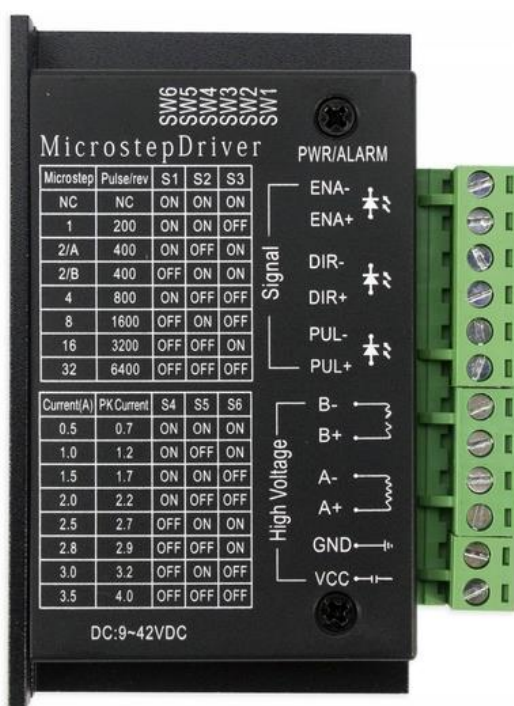 SW6
SW5
SW4
SW3
SW2
SW1
MicrostepDriver
PWR/ALARM
Microstep Pulse/rev S1 S2 S3
NC NC ON ON ON
1 200 ON ON OFF
2/A 400 ON OFF ON
2/B 400 OFF ON ON
4 800 ON OFF OFF
8 1600 OFF ON OFF
16 3200 OFF OFF ON
32 6400 OFF OFF OFF
Signal
ENA-
ENA+
DIR-
DIR+
PUL-
PUL+
Current(A) PK Current S4 S5 S6
0.5 0.7 ON ON ON
1.0 1.2 ON OFF ON
1.5 1.7 ON ON OFF
2.0 2.2 ON OFF OFF
2.5 2.7 OFF ON ON
2.8 2.9 OFF OFF ON
3.0 3.2 OFF ON OFF
3.5 4.0 OFF OFF OFF
High Voltage
B-
B+
A-
A+
GND
VCC
DC:9~42VDC